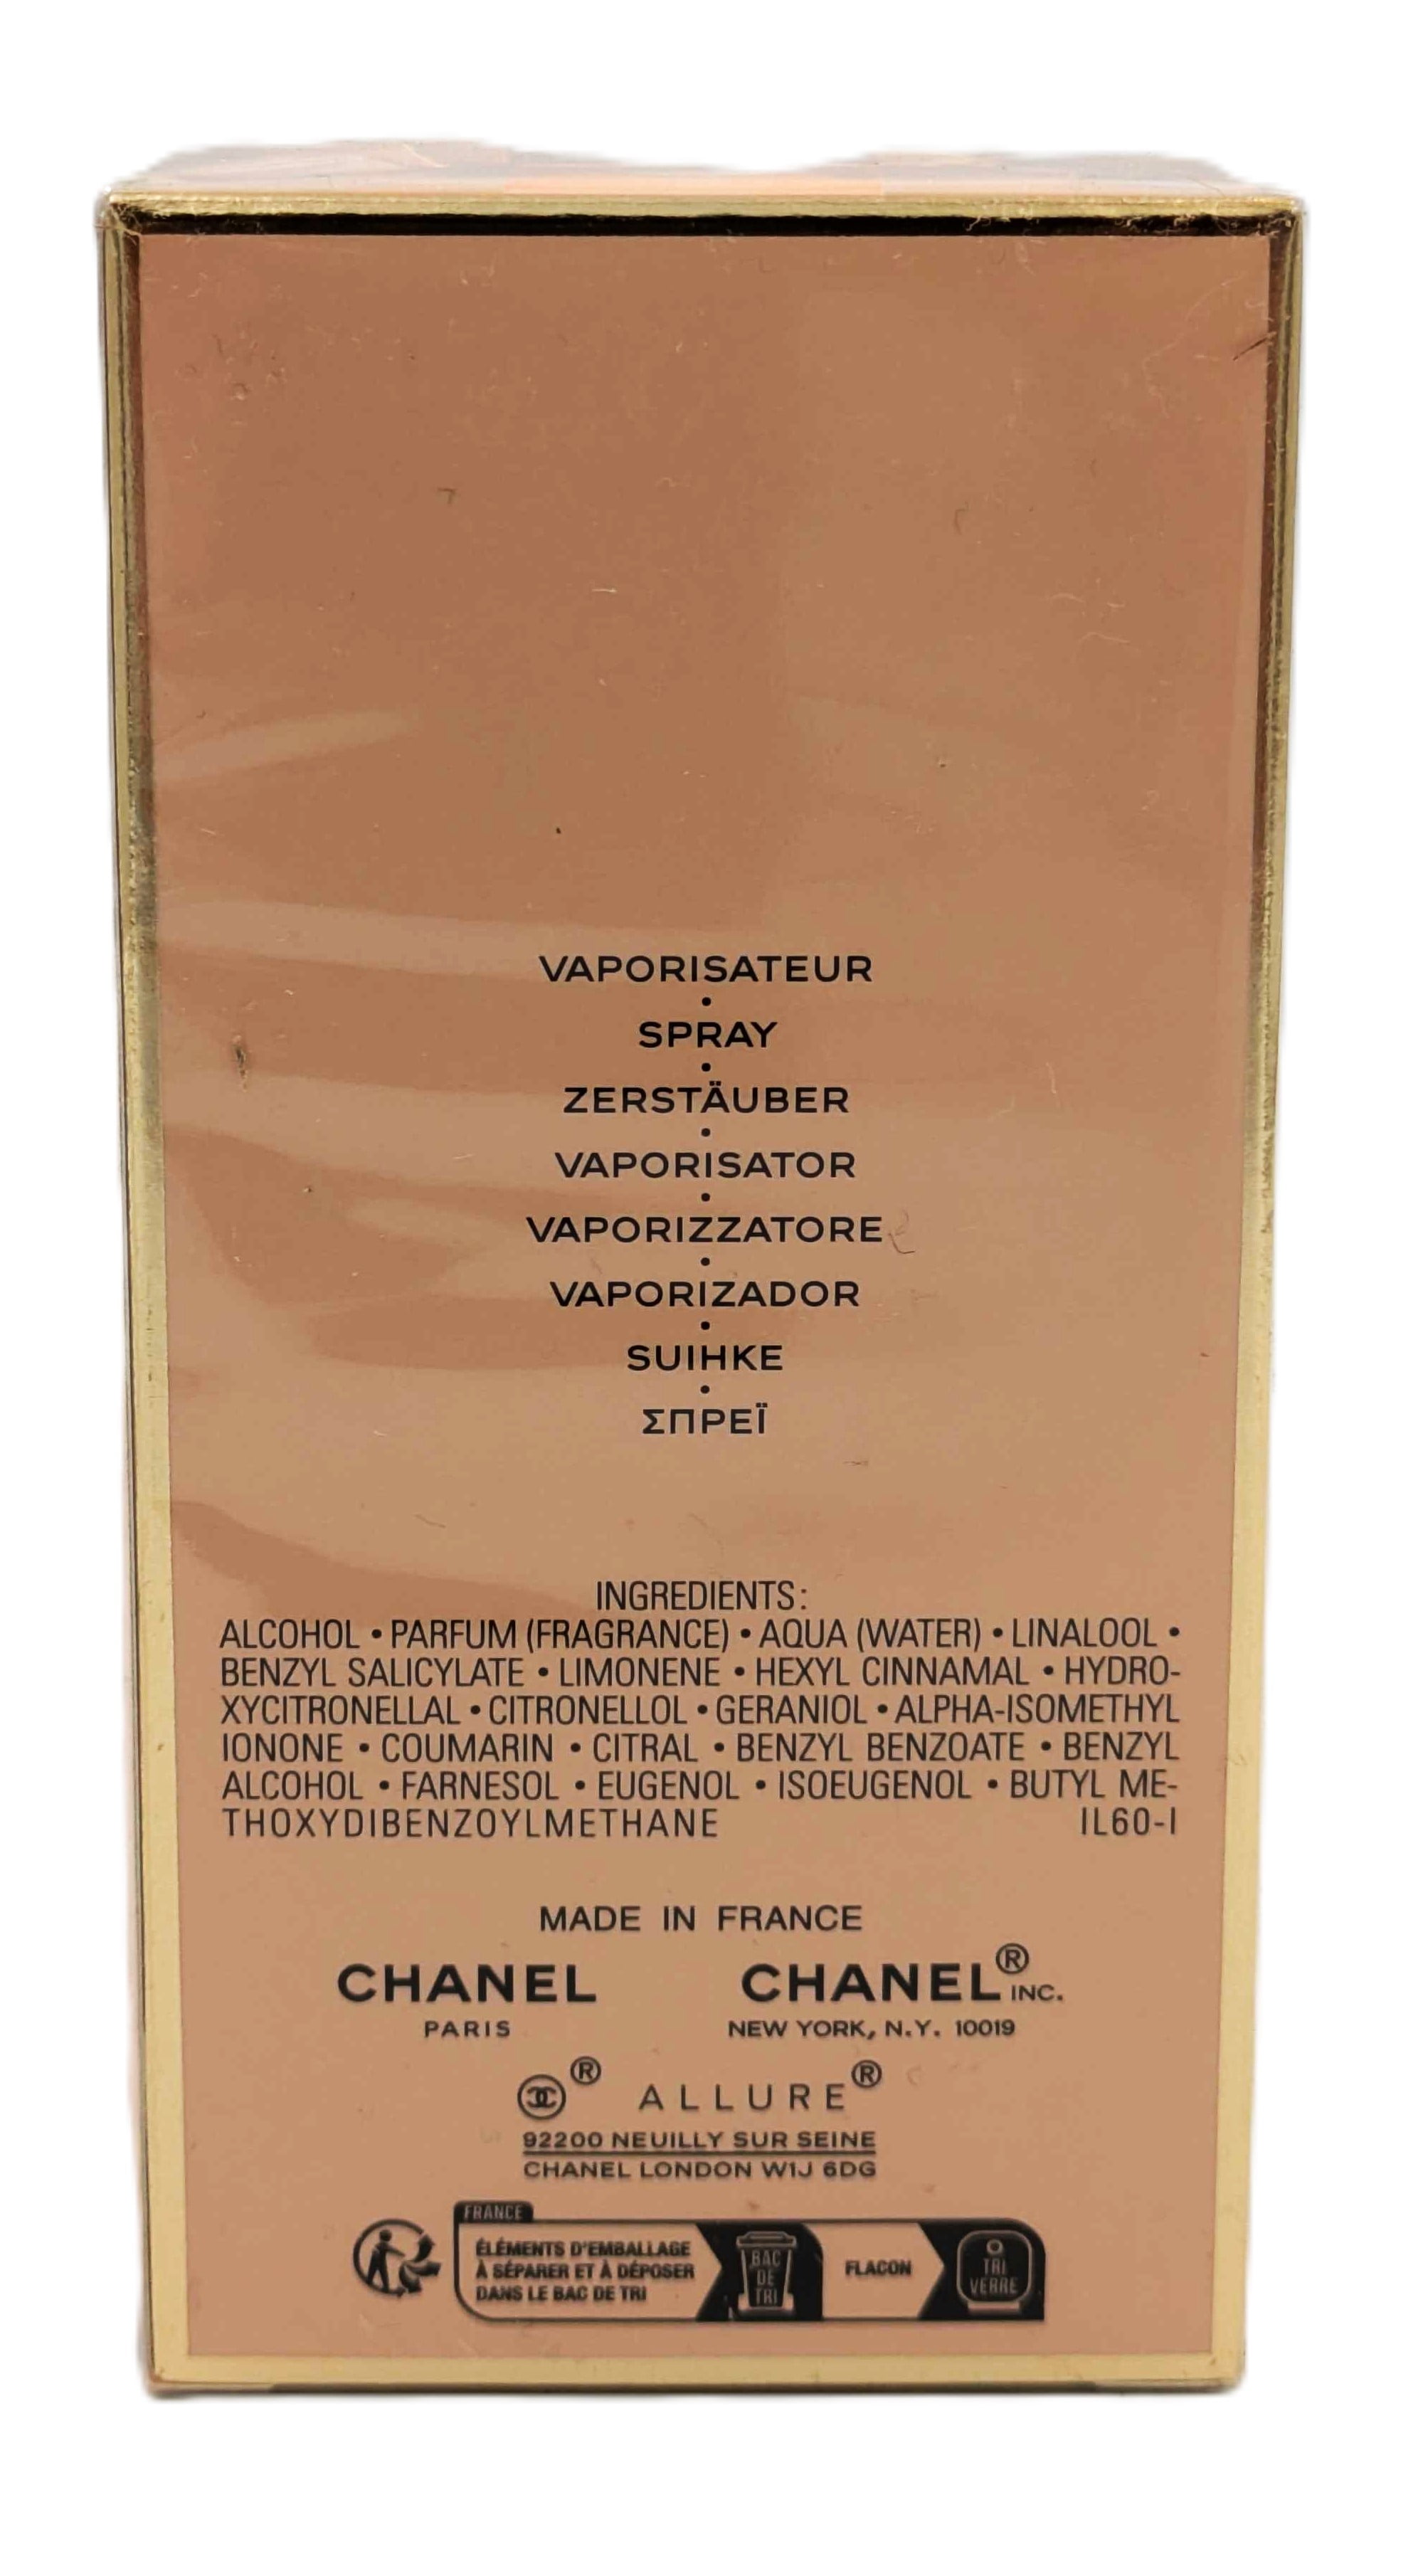 VAPORISATEUR
•
SPRAY
•
ZERSTÄUBER
•
VAPORISATOR
•
VAPORIZZATORE
•
VAPORIZADOR
•
SUIHKE
•
ΣΠΡΕΪ
INGREDIENTS:
ALCOHOL • PARFUM (FRAGRANCE) • AQUA (WATER) • LINALOOL •
BENZYL SALICYLATE • LIMONENE • HEXYL CINNAMAL • HYDRO-
XYCITRONELLAL • CITRONELLOL • GERANIOL • ALPHA-ISOMETHYL
IONONE • COUMARIN • CITRAL • BENZYL BENZOATE • BENZYL
ALCOHOL • FARNESOL • EUGENOL • ISOEUGENOL • BUTYL ME-
THOXYDIBENZOYLMETHANE IL60-I
MADE IN FRANCE
CHANEL CHANEL® INC.
PARIS NEW YORK, N.Y. 10019
® ALLURE®
92200 NEUILLY SUR SEINE
CHANEL LONDON W1J 6DG
FRANCE
ÉLÉMENTS D'EMBALLAGE
À SÉPARER ET À DÉPOSER
DANS LE BAC DE TRI
BAC
DE
TRI
FLACON
TRI
VERRE